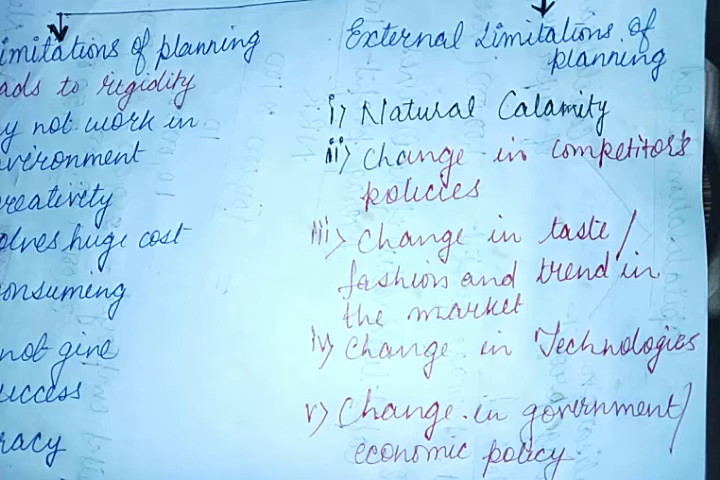 imitations of planning
ads to rigidity
y not work in
vironment
reativity
olves huge cost
onsuming
not give
uccess
racy
External Limitations of
planning
i) Natural Calamity
ii) Change in competitor's
policies
iii) Change in taste/
fashion and trend in
the market
iv) Change in Technologies
v) Change in government/
economic policy